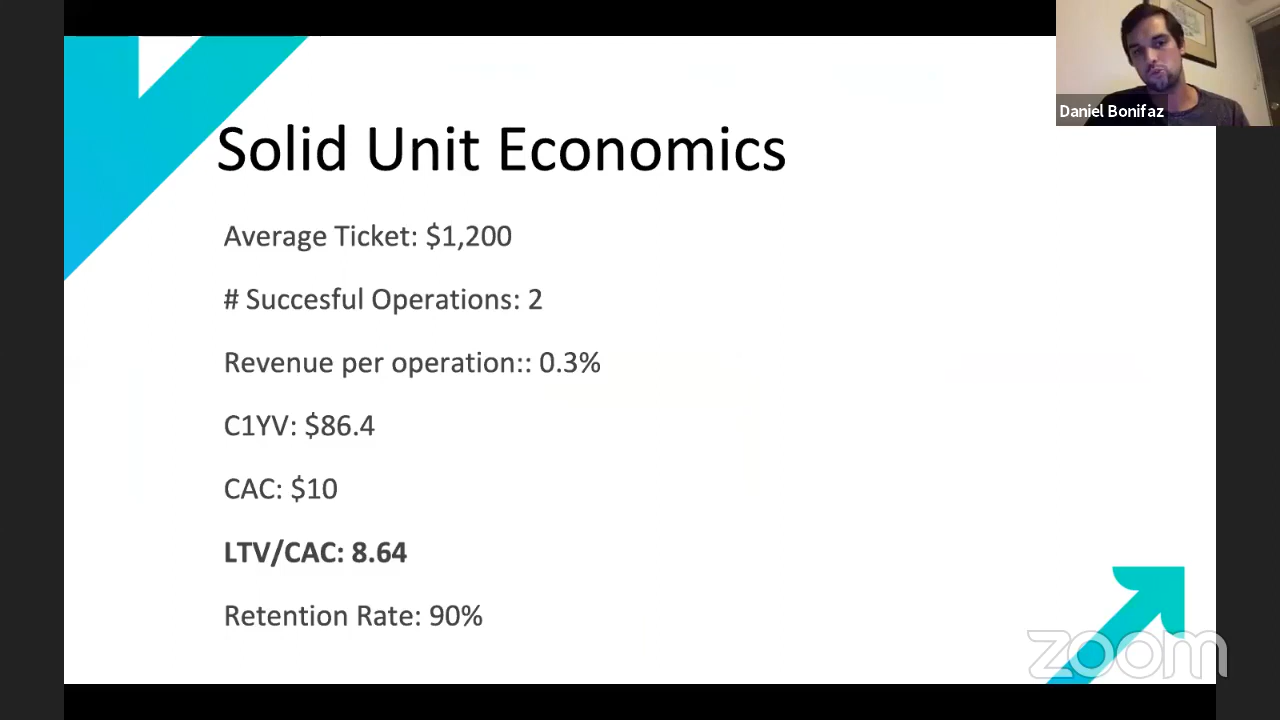 Daniel Bonifaz
Solid Unit Economics
Average Ticket: $1,200
# Succesful Operations: 2
Revenue per operation:: 0.3%
C1YV: $86.4
CAC: $10
LTV/CAC: 8.64
Retention Rate: 90%
zoom